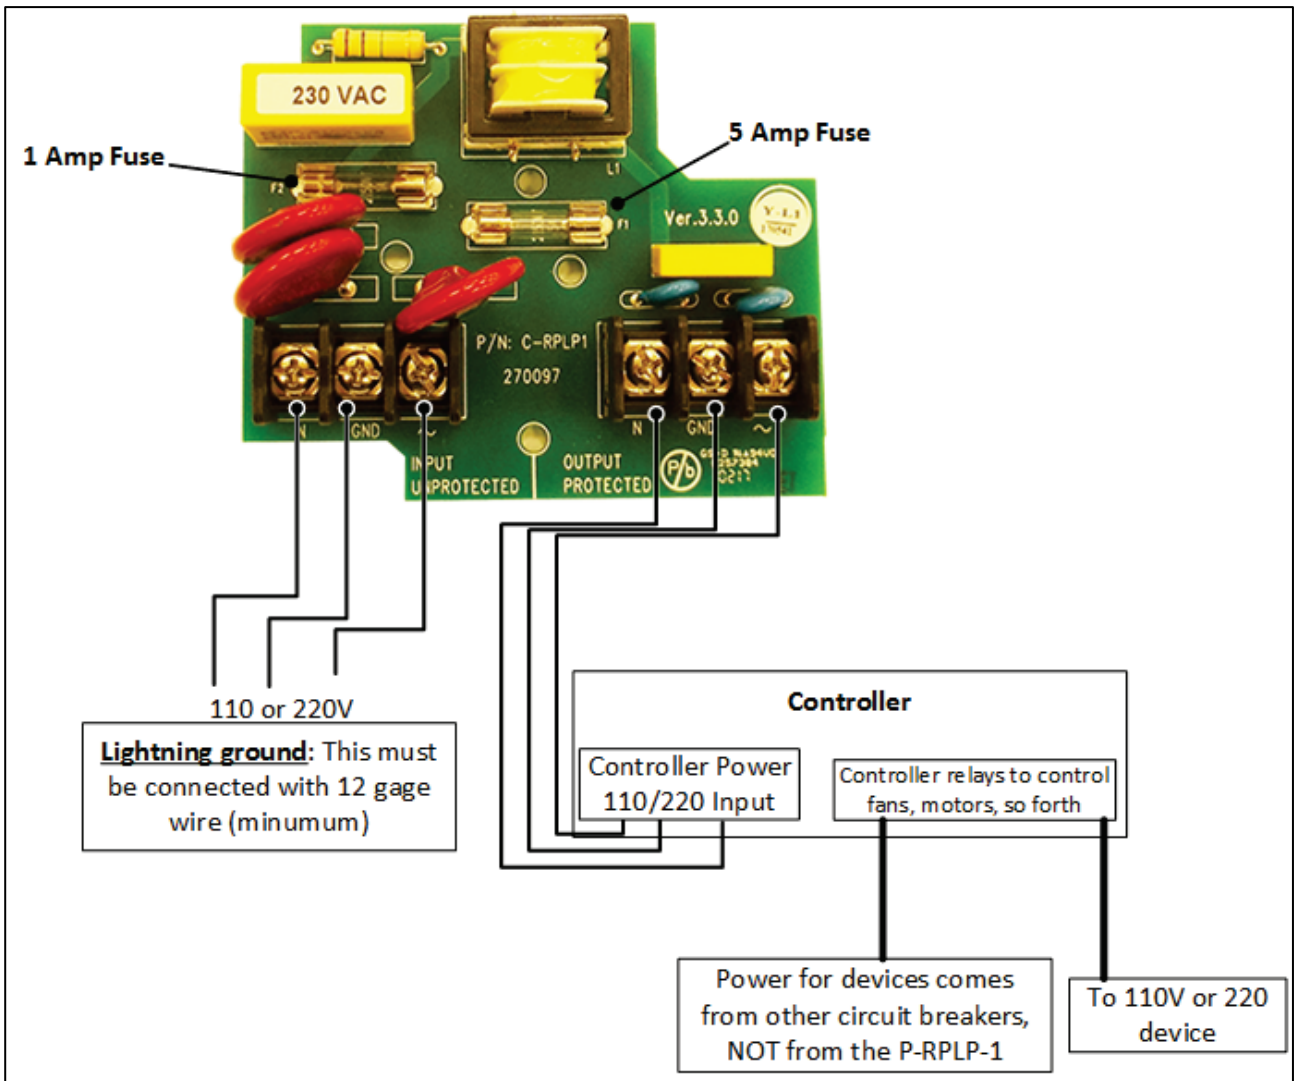 230 VAC
1 Amp Fuse
5 Amp Fuse
F2
L1
F1
Ver.3.3.0
Y-L1
P/N: C-RPLP1
270097
N GND ~
N GND ~
INPUT
UNPROTECTED
OUTPUT
PROTECTED
P/b
0217
110 or 220V
Lightning ground: This must
be connected with 12 gage
wire (minumum)
Controller
Controller Power
110/220 Input
Controller relays to control
fans, motors, so forth
Power for devices comes
from other circuit breakers,
NOT from the P-RPLP-1
To 110V or 220
device